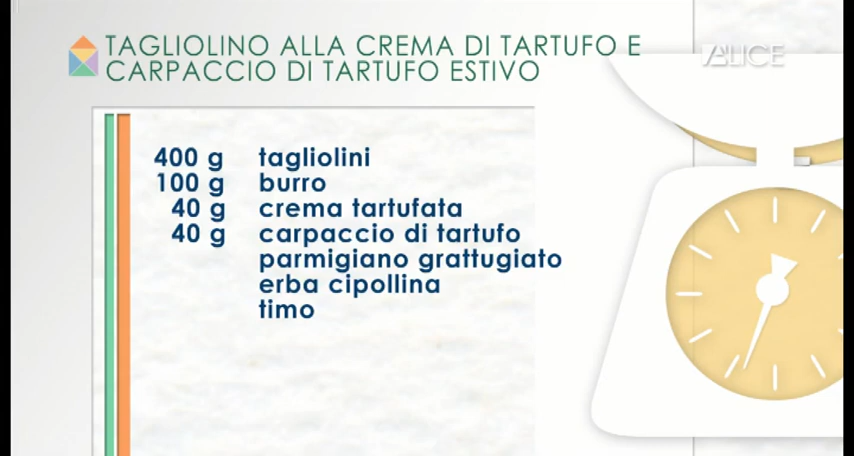 TAGLIOLINO ALLA CREMA DI TARTUFO E
CARPACCIO DI TARTUFO ESTIVO
ALICE
400 g tagliolini
100 g burro
40 g crema tartufata
40 g carpaccio di tartufo
parmigiano grattugiato
erba cipollina
timo